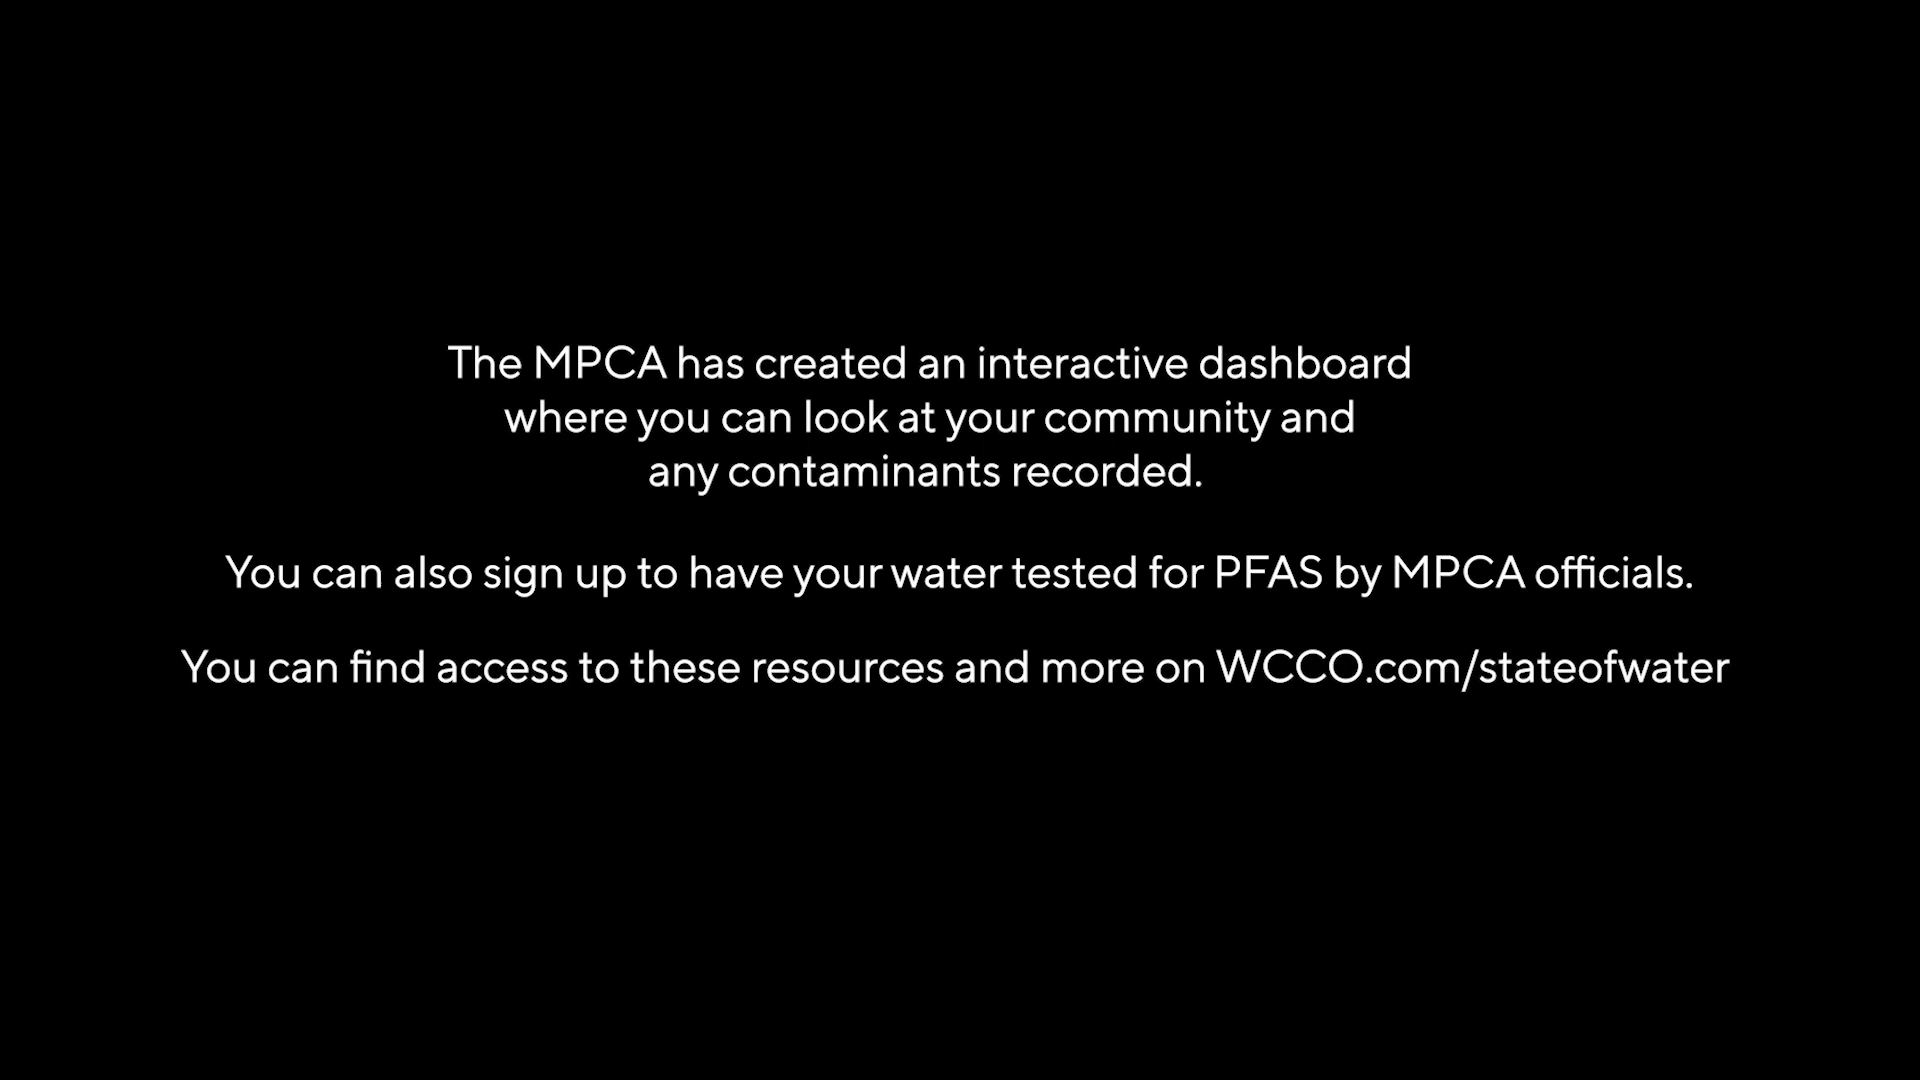 The MPCA has created an interactive dashboard
where you can look at your community and
any contaminants recorded.
You can also sign up to have your water tested for PFAS by MPCA officials.
You can find access to these resources and more on WCCO.com/stateofwater